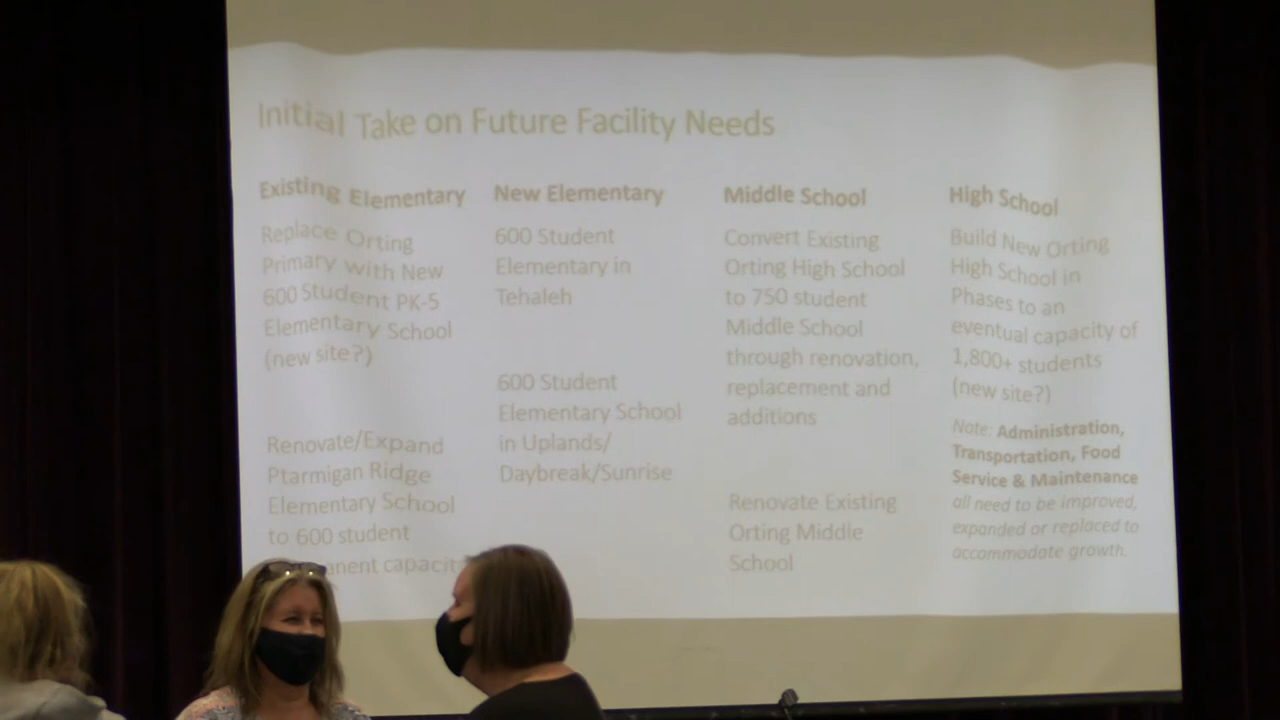 Initial Take on Future Facility Needs
Existing Elementary
Replace Orting
Primary with New
600 Student PK-5
Elementary School
(new site?)
Renovate/Expand
Ptarmigan Ridge
Elementary School
to 600 student
capacity
New Elementary
600 Student
Elementary in
Tehaleh
600 Student
Elementary School
in Uplands/
Daybreak/Sunrise
Middle School
Convert Existing
Orting High School
to 750 student
Middle School
through renovation,
replacement and
additions
Renovate Existing
Orting Middle
School
High School
Build New Orting
High School in
Phases to an
eventual capacity of
1,800+ students
(new site?)
Note: Administration,
Transportation, Food
Service & Maintenance
all need to be improved,
expanded or replaced to
accommodate growth.